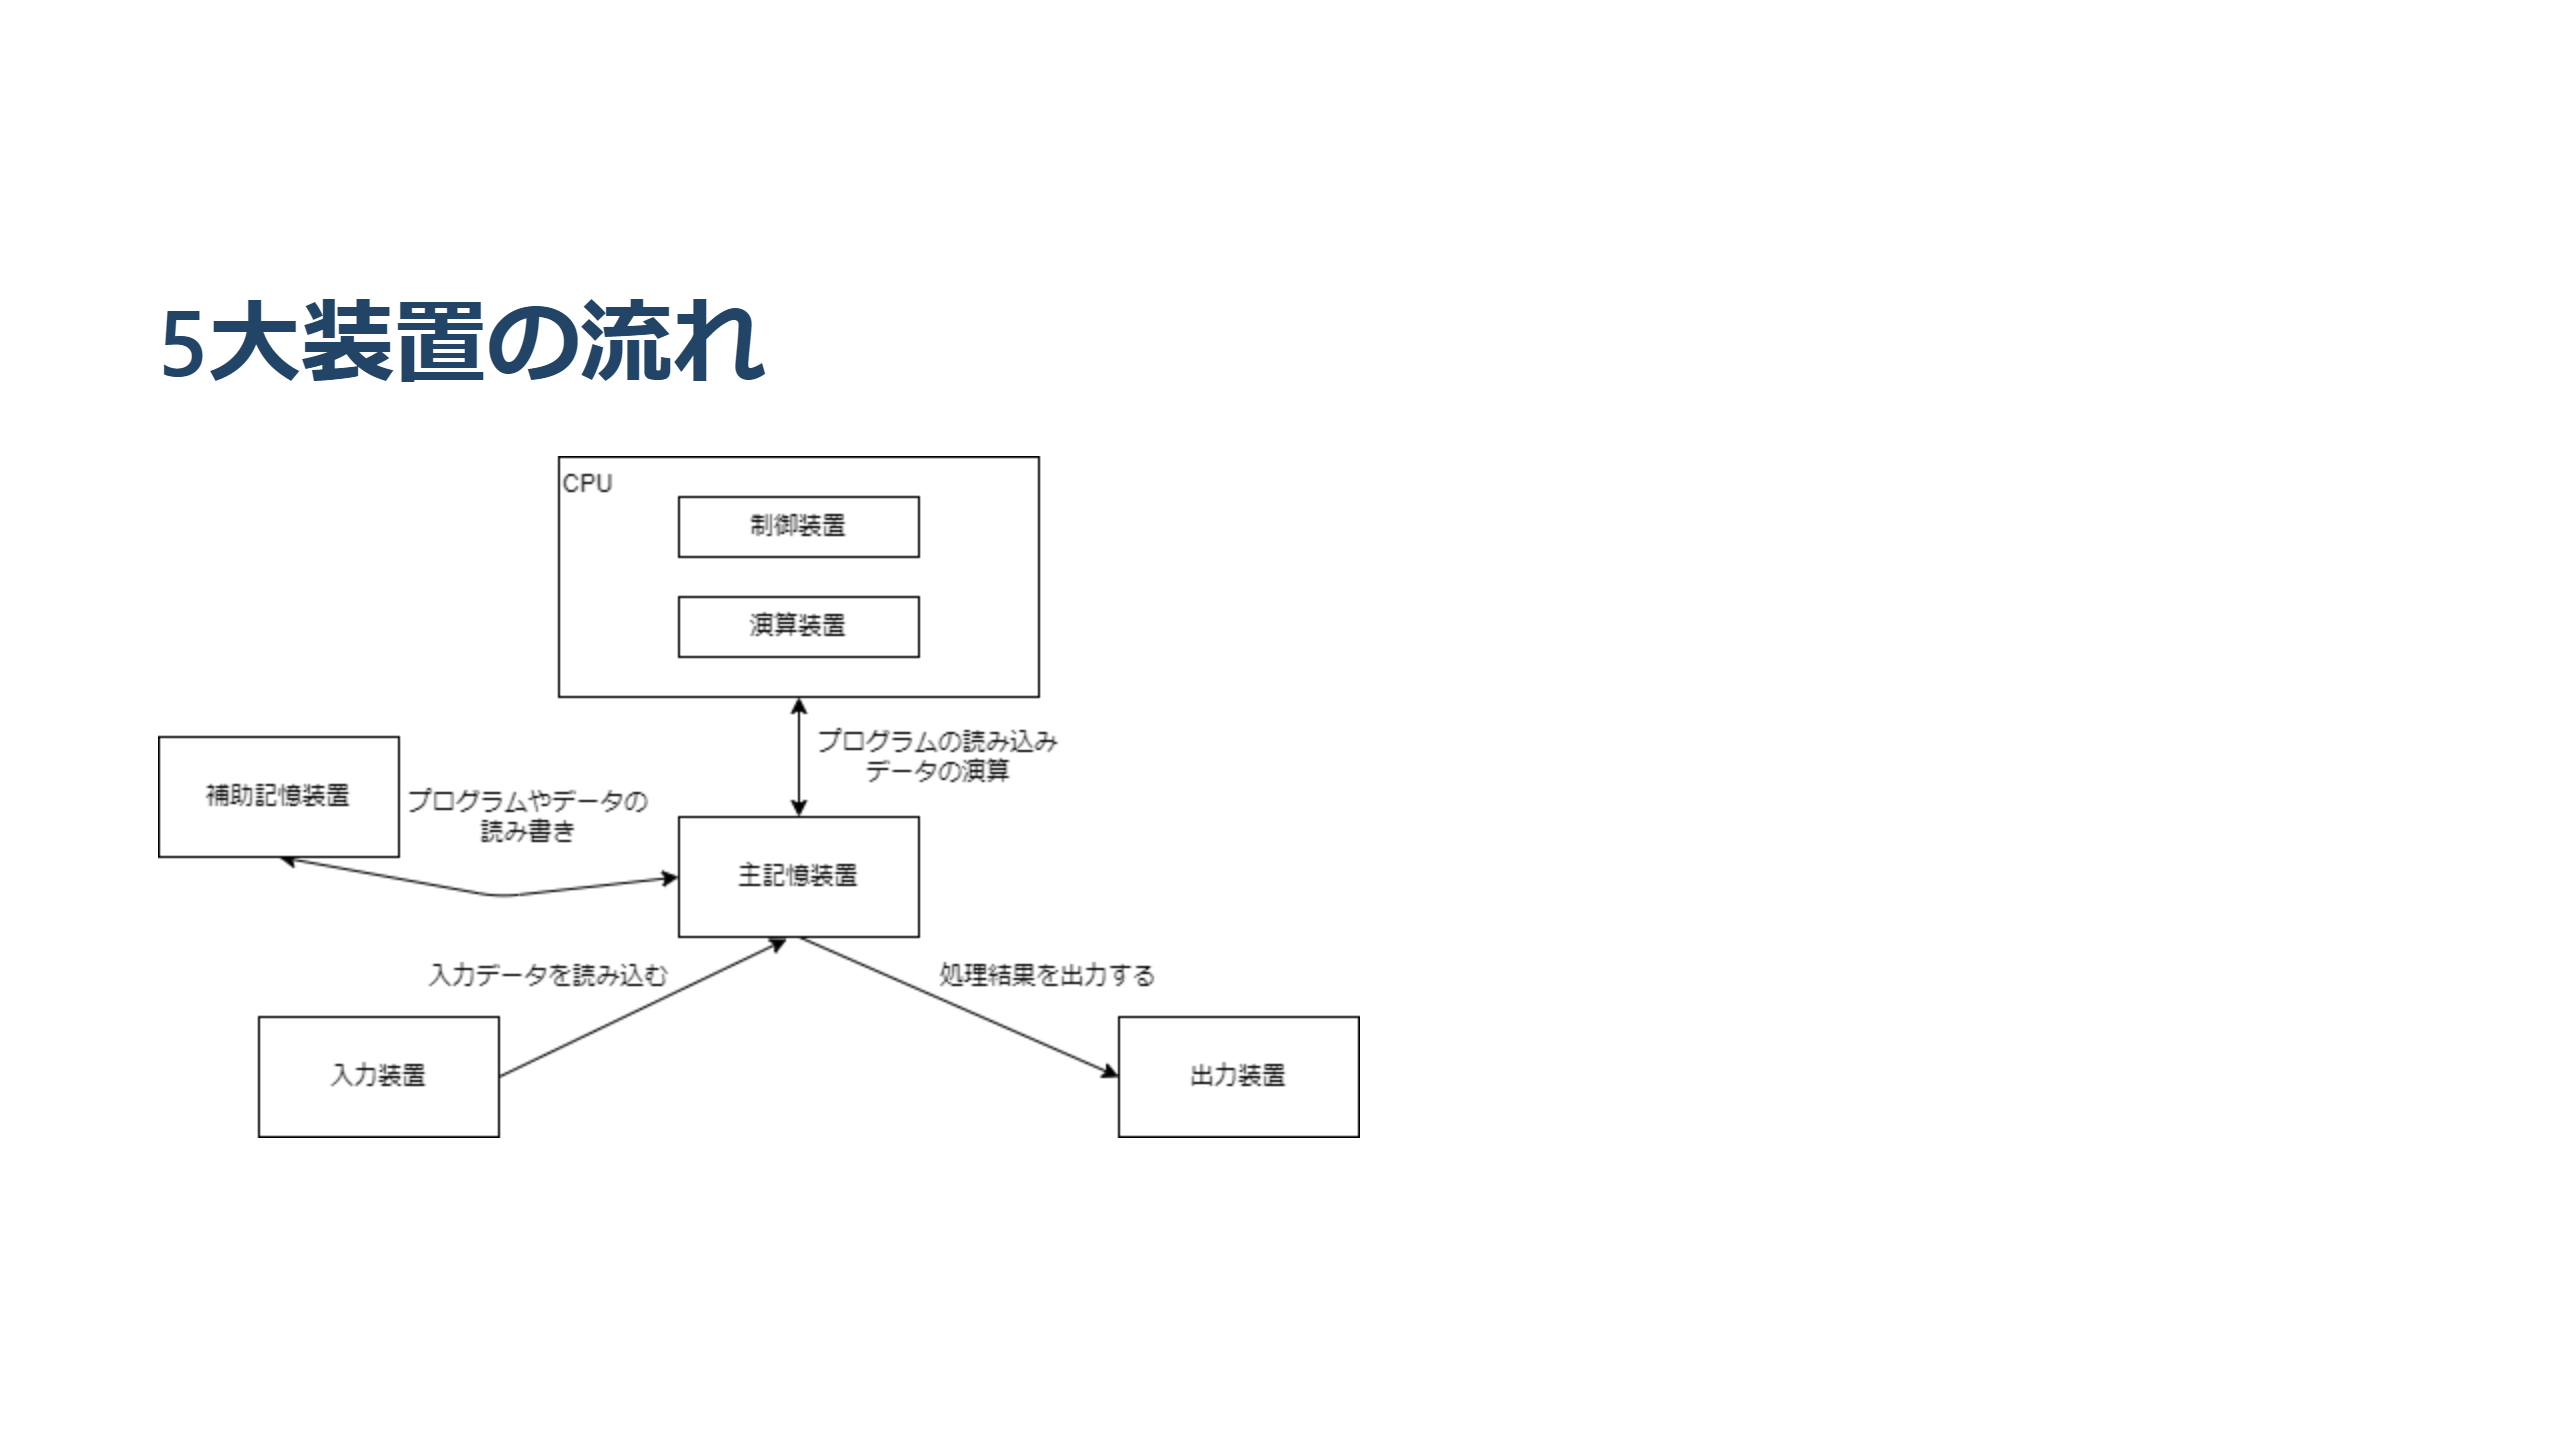 5大装置の流れ
CPU
制御装置
演算装置
プログラムの読み込み
データの演算
補助記憶装置
プログラムやデータの
読み書き
主記憶装置
入力データを読み込む
処理結果を出力する
入力装置
出力装置